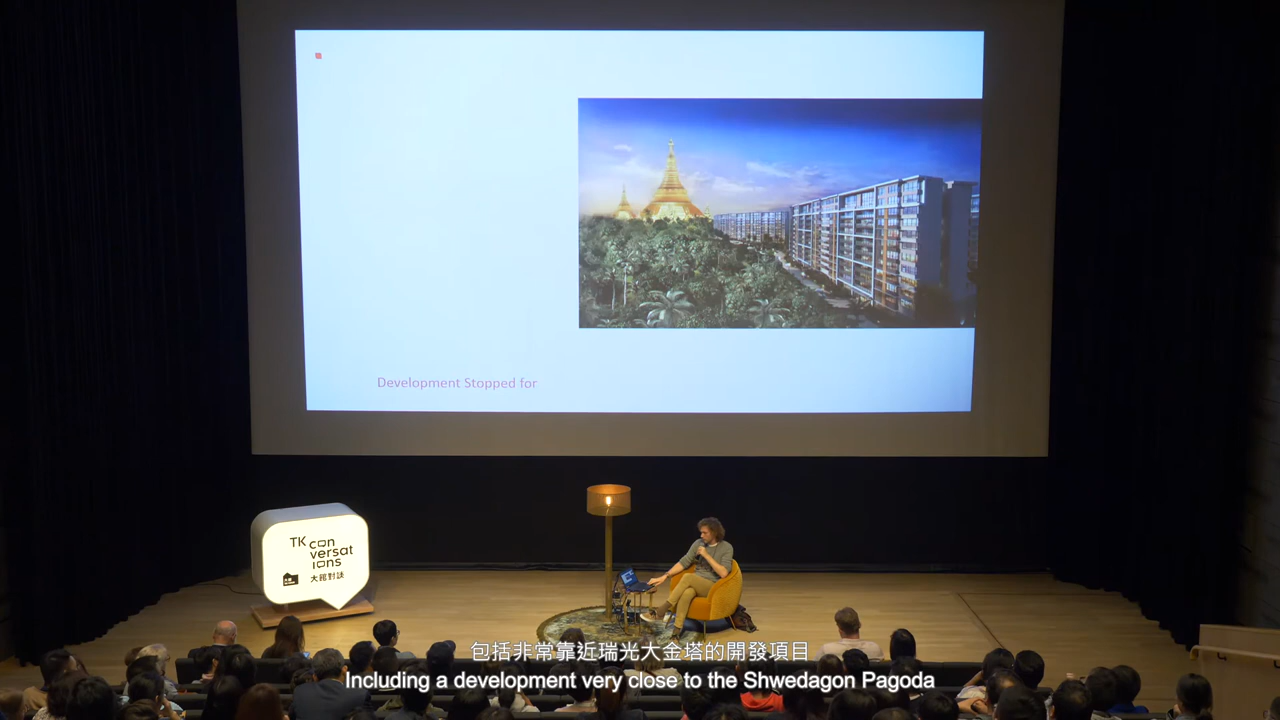 Development Stopped for
TK con
versat
ions
大館對談
包括非常靠近瑞光大金塔的開發項目
Including a development very close to the Shwedagon Pagoda